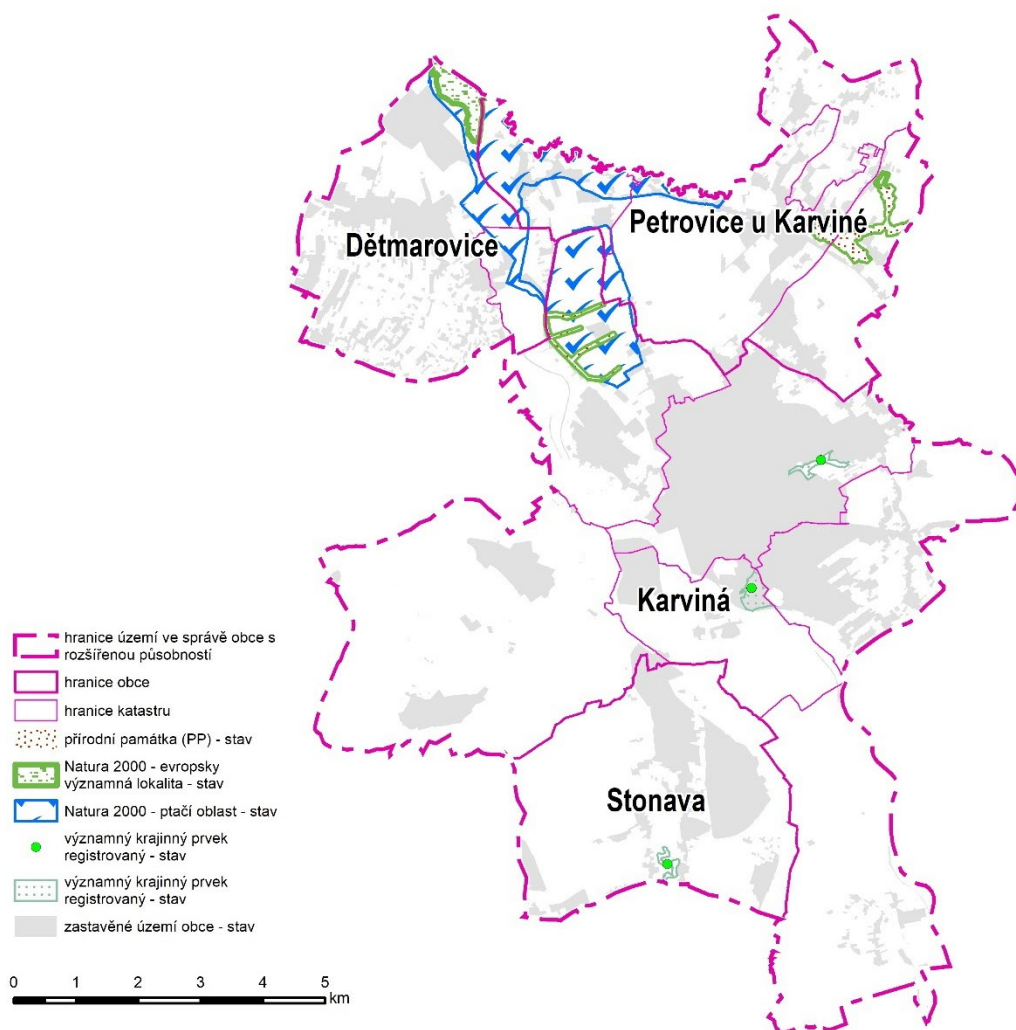 Petrovice u Karviné
Dětmarovice
Karviná
Stonava
hranice území ve správě obce s
rozšířenou působností
hranice obce
hranice katastru
přírodní památka (PP) - stav
Natura 2000 - evropsky
významná lokalita - stav
Natura 2000 - ptačí oblast - stav
významný krajinný prvek
registrovaný - stav
významný krajinný prvek
registrovaný - stav
zastavěné území obce - stav
0 1 2 3 4 5
km